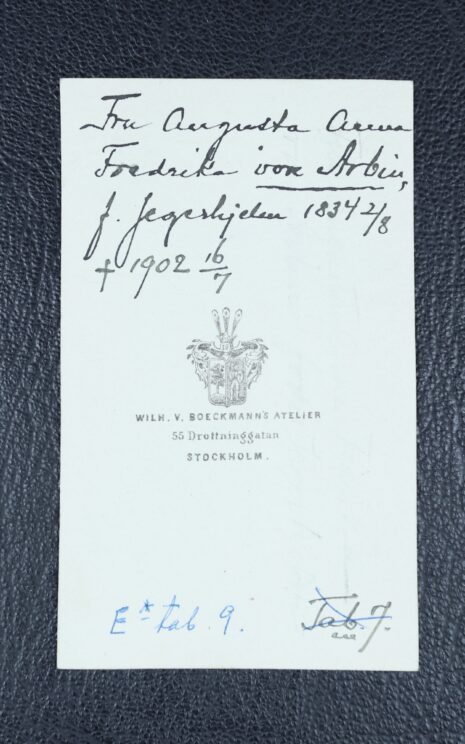 Fru Augusta Anna
Fredrika von Arbin,
f. Jegerhjelm 1834 2/8
† 1902 16/7
WILH. V. BOECKMANN'S ATELIER
55 Drottninggatan
STOCKHOLM.
E* tab. 9.
Tab. 7.